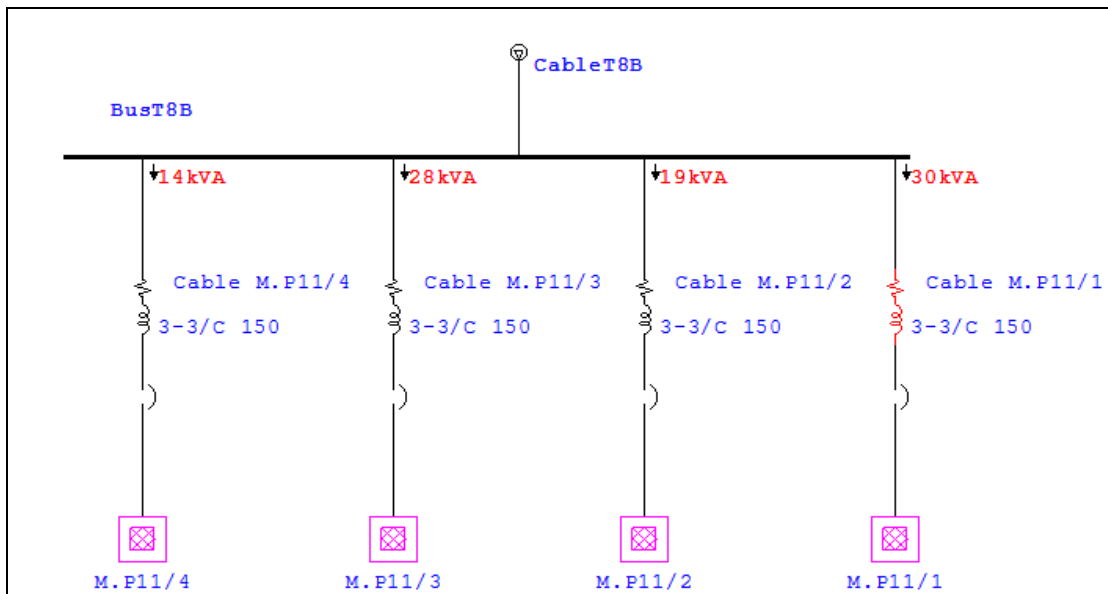 CableT8B
BusT8B
14kVA 28kVA 19kVA 30kVA
Cable M.P11/4 Cable M.P11/3 Cable M.P11/2 Cable M.P11/1
3-3/C 150 3-3/C 150 3-3/C 150 3-3/C 150
M.P11/4 M.P11/3 M.P11/2 M.P11/1